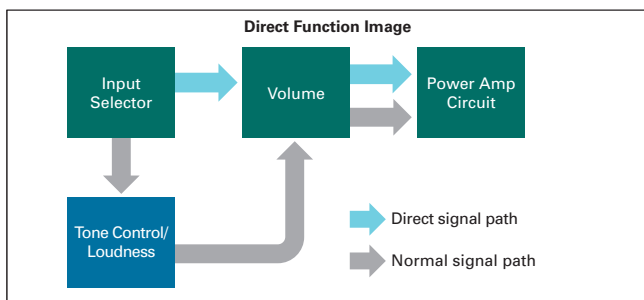 Direct Function Image
Input
Selector
Volume
Power Amp
Circuit
Tone Control/
Loudness
Direct signal path
Normal signal path